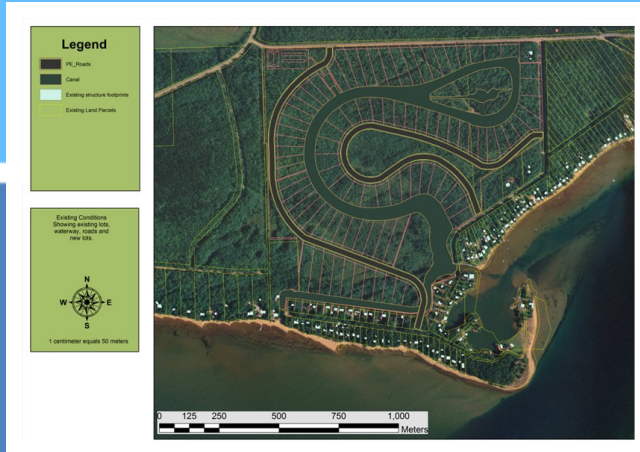 Legend
PE_Roads
Canal
Existing structure footprints
Existing Land Parcels
Existing Conditions
Showing existing lots,
waterway, roads and
new lots.
N
W E
S
1 centimeter equals 50 meters
0 125 250 500 750 1,000
Meters